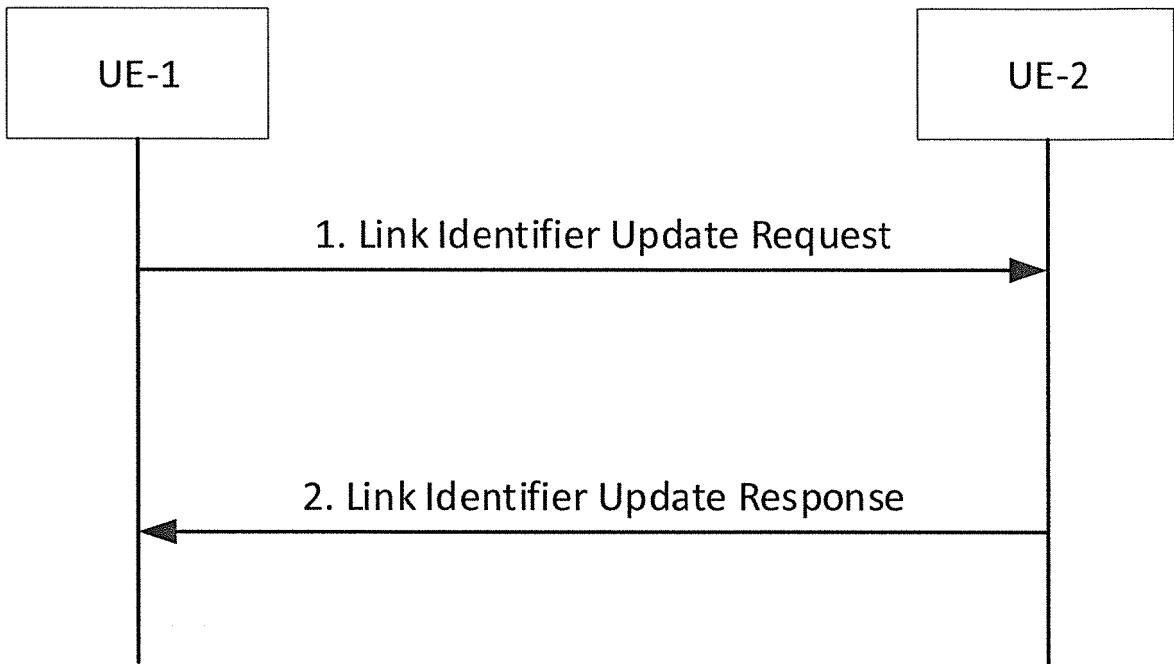 UE-1
UE-2
1. Link Identifier Update Request
2. Link Identifier Update Response